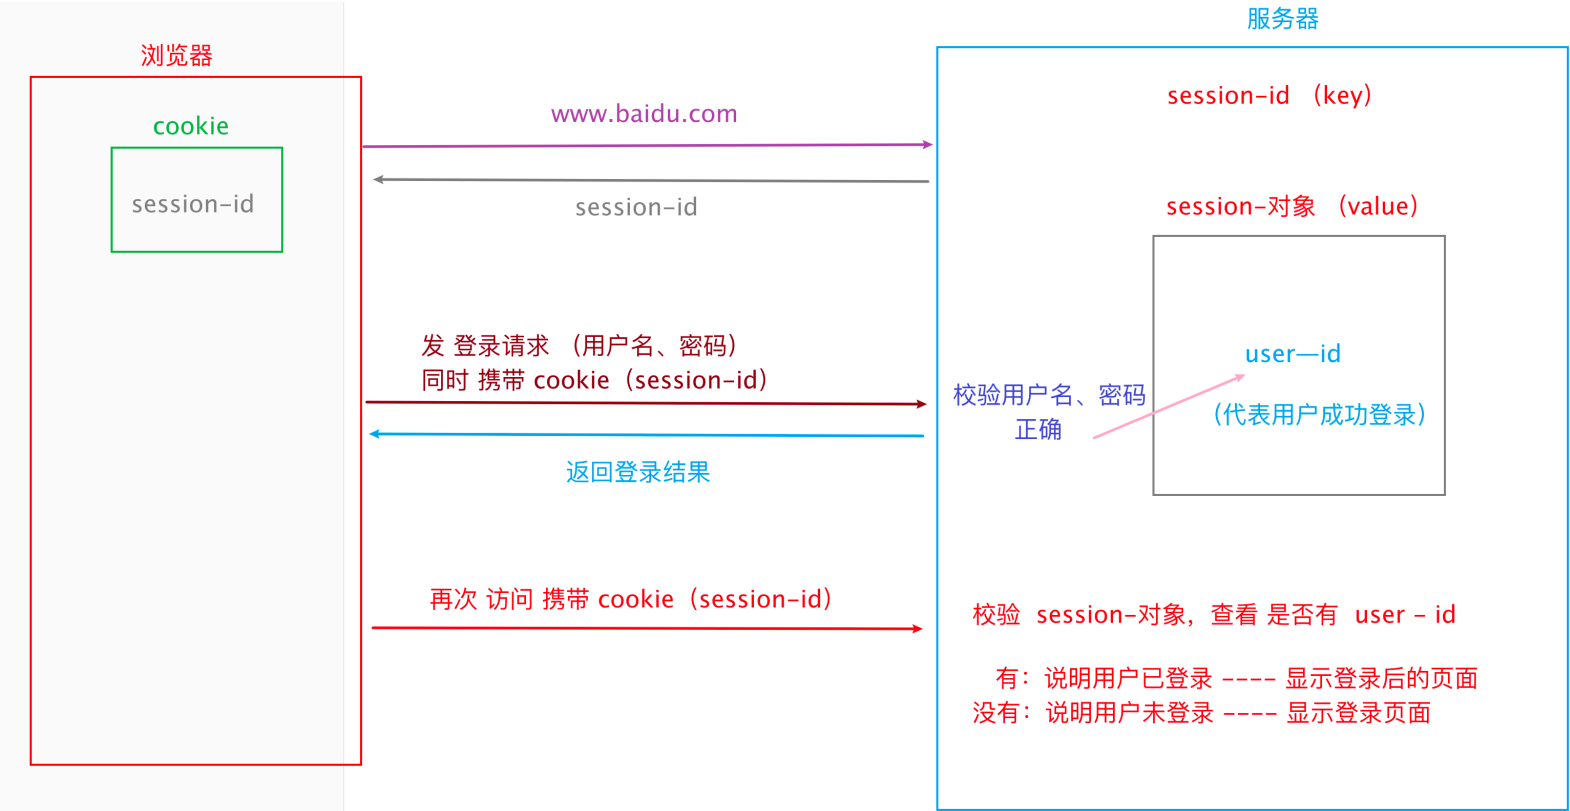 服务器
浏览器
session-id （key）
www.baidu.com
cookie
session-id
session-id
session-对象 （value）
发 登录请求 （用户名、密码）
同时 携带 cookie（session-id）
user—id
校验用户名、密码
正确
（代表用户成功登录）
返回登录结果
再次 访问 携带 cookie（session-id）
校验 session-对象，查看 是否有 user - id
有：说明用户已登录 ---- 显示登录后的页面
没有：说明用户未登录 ---- 显示登录页面